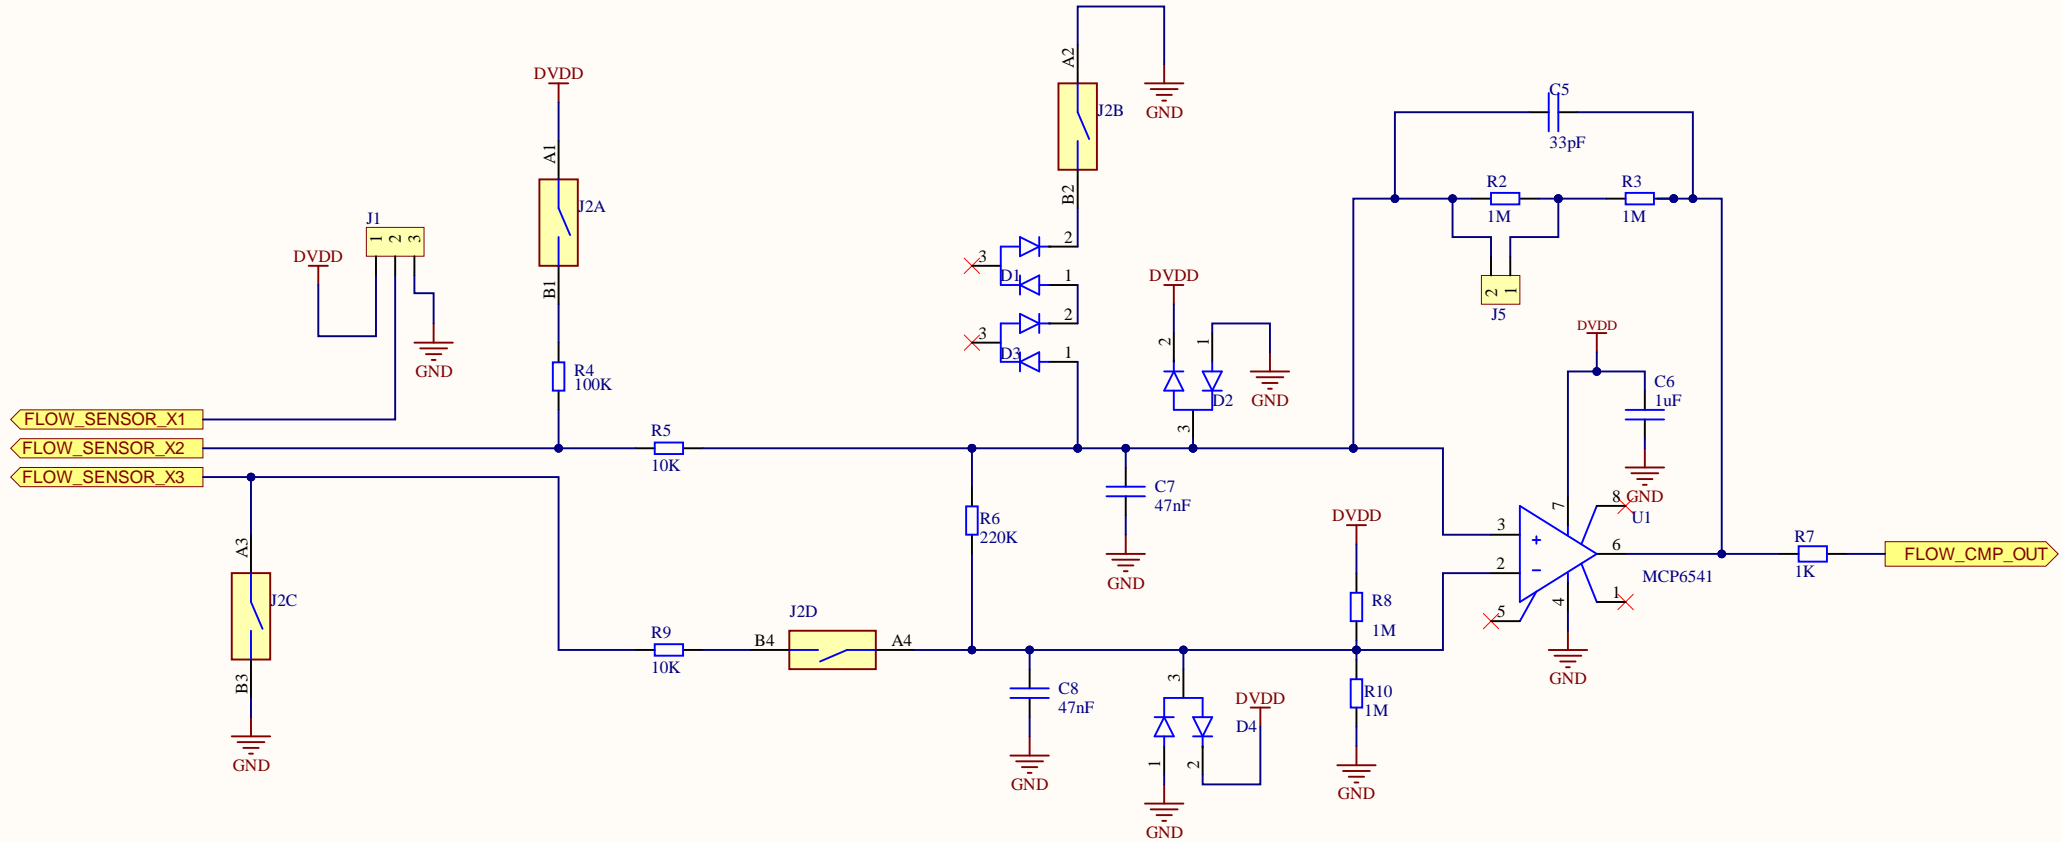 A2
DVDD
GND
J2B
C5
33pF
A1
J2A
B2
R2
1M
R3
1M
J1
1 2 3
DVDD
GND
B1
2
3
D1
1
2
3
D3
1
DVDD
2
1
D2
GND
3
2 1
J5
DVDD
C6
1uF
GND
R4
100K
FLOW_SENSOR_X1
FLOW_SENSOR_X2
FLOW_SENSOR_X3
R5
10K
R6
220K
C7
47nF
GND
DVDD
R8
1M
3
+
2
−
7
8
U1
6
MCP6541
1
5
4
GND
R7
1K
FLOW_CMP_OUT
A3
J2C
B3
GND
R9
10K
J2D
B4
A4
C8
47nF
GND
3
1
2
D4
DVDD
GND
R10
1M
GND